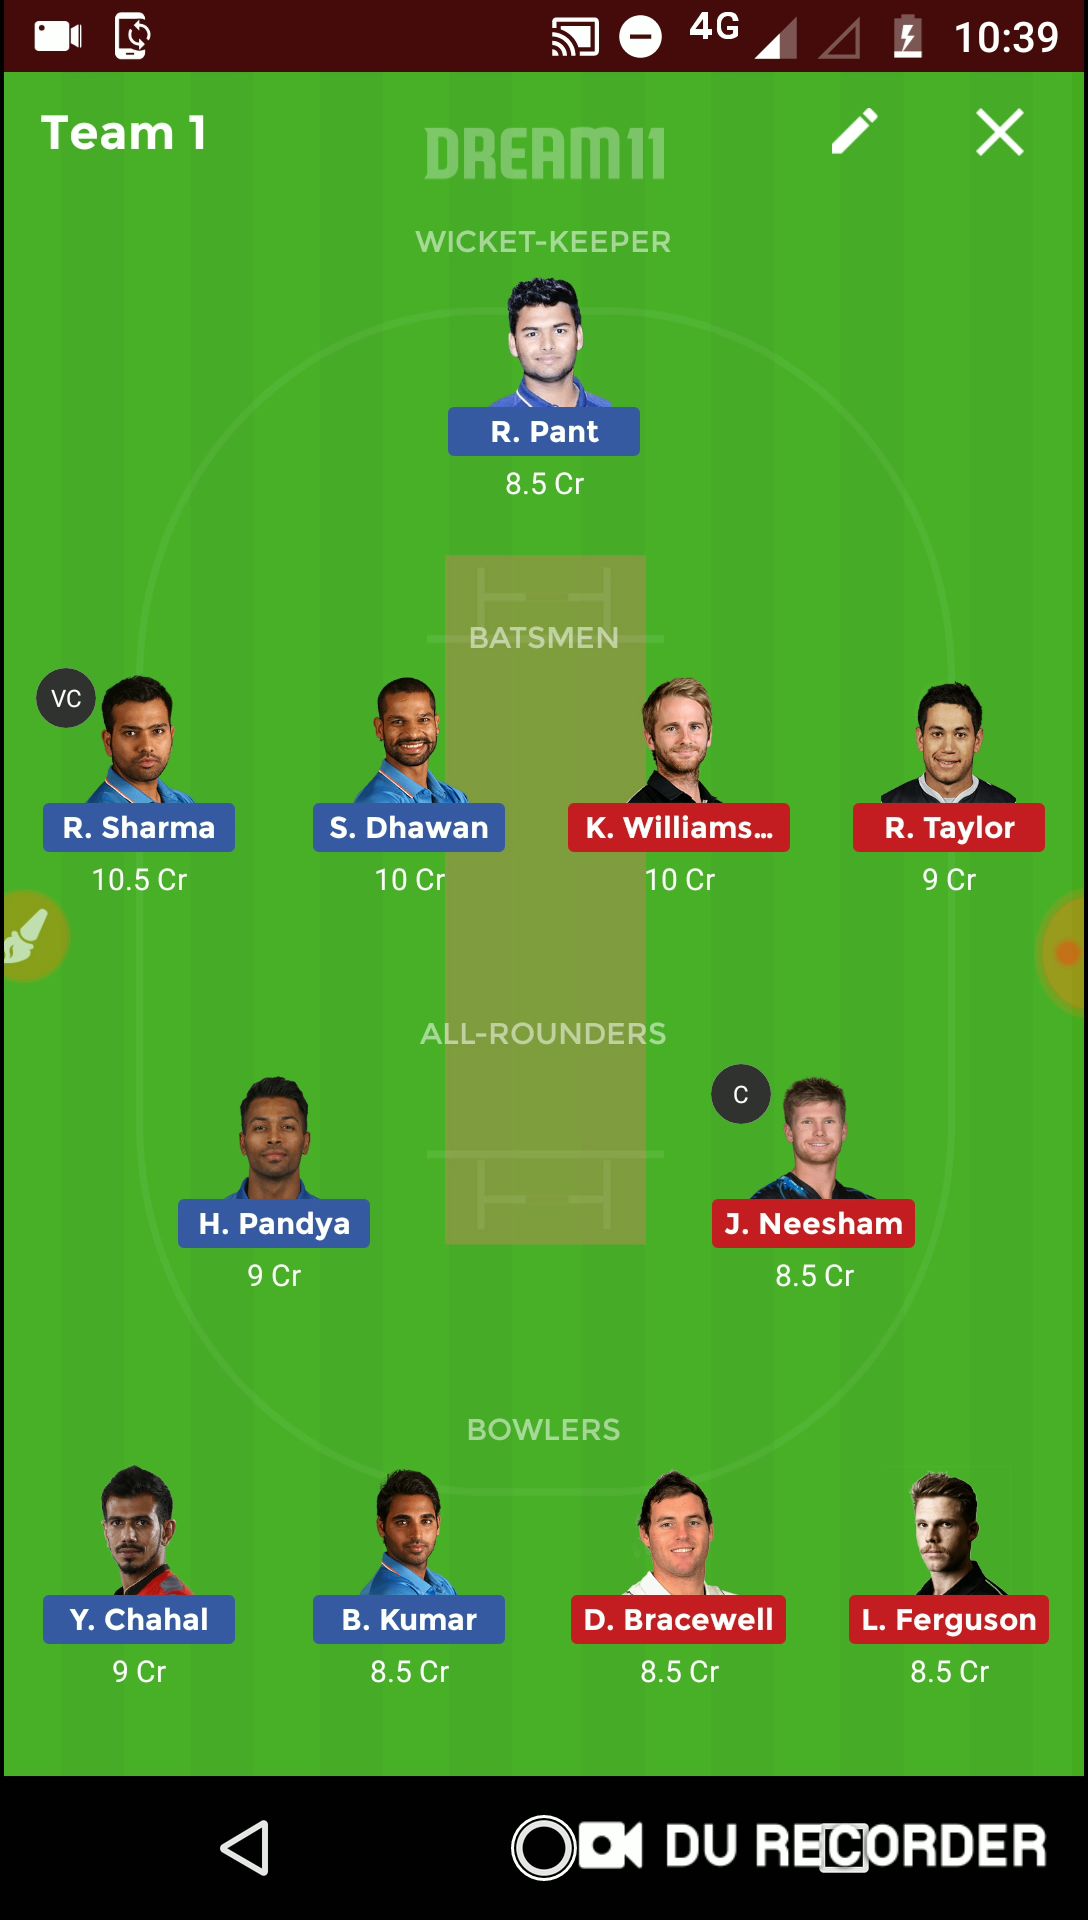 4G 10:39
Team 1
DREAM11
WICKET-KEEPER
R. Pant
8.5 Cr
BATSMEN
VC
R. Sharma S. Dhawan K. Williams... R. Taylor
10.5 Cr 10 Cr 10 Cr 9 Cr
ALL-ROUNDERS
C
H. Pandya J. Neesham
9 Cr 8.5 Cr
BOWLERS
Y. Chahal B. Kumar D. Bracewell L. Ferguson
9 Cr 8.5 Cr 8.5 Cr 8.5 Cr
DU RECORDER